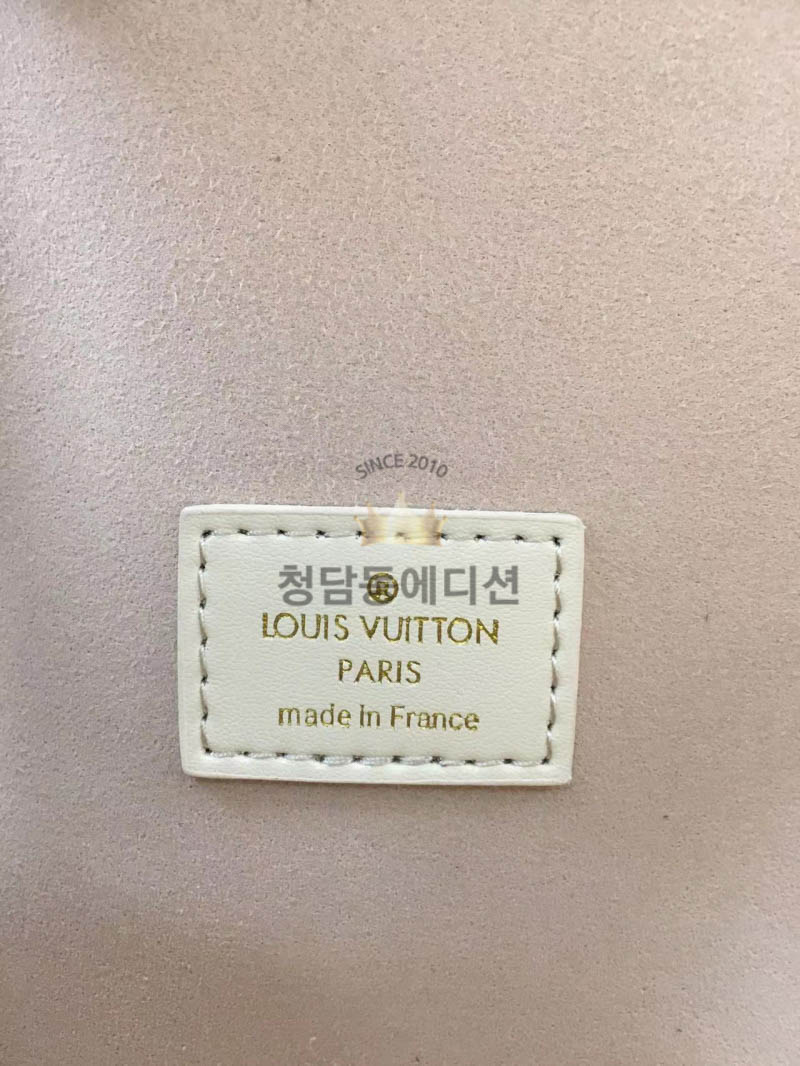 SINCE 2010
청담동에디션
®
LOUIS VUITTON
PARIS
made in France